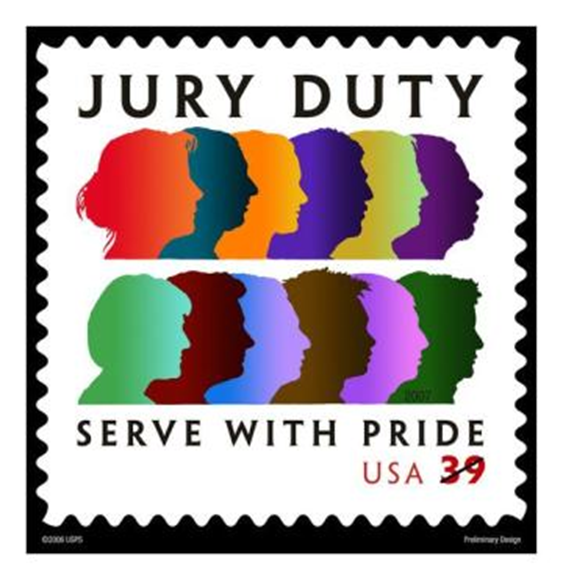 JURY DUTY
2007
SERVE WITH PRIDE
USA 39
©2006 USPS
Preliminary Design